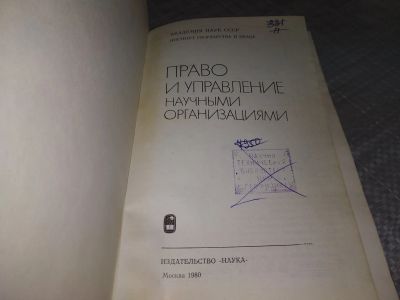 АКАДЕМИЯ НАУК СССР
ИНСТИТУТ ГОСУДАРСТВА И ПРАВА
ПРАВО
И УПРАВЛЕНИЕ
НАУЧНЫМИ
ОРГАНИЗАЦИЯМИ
ИЗДАТЕЛЬСТВО «НАУКА»
Москва 1980